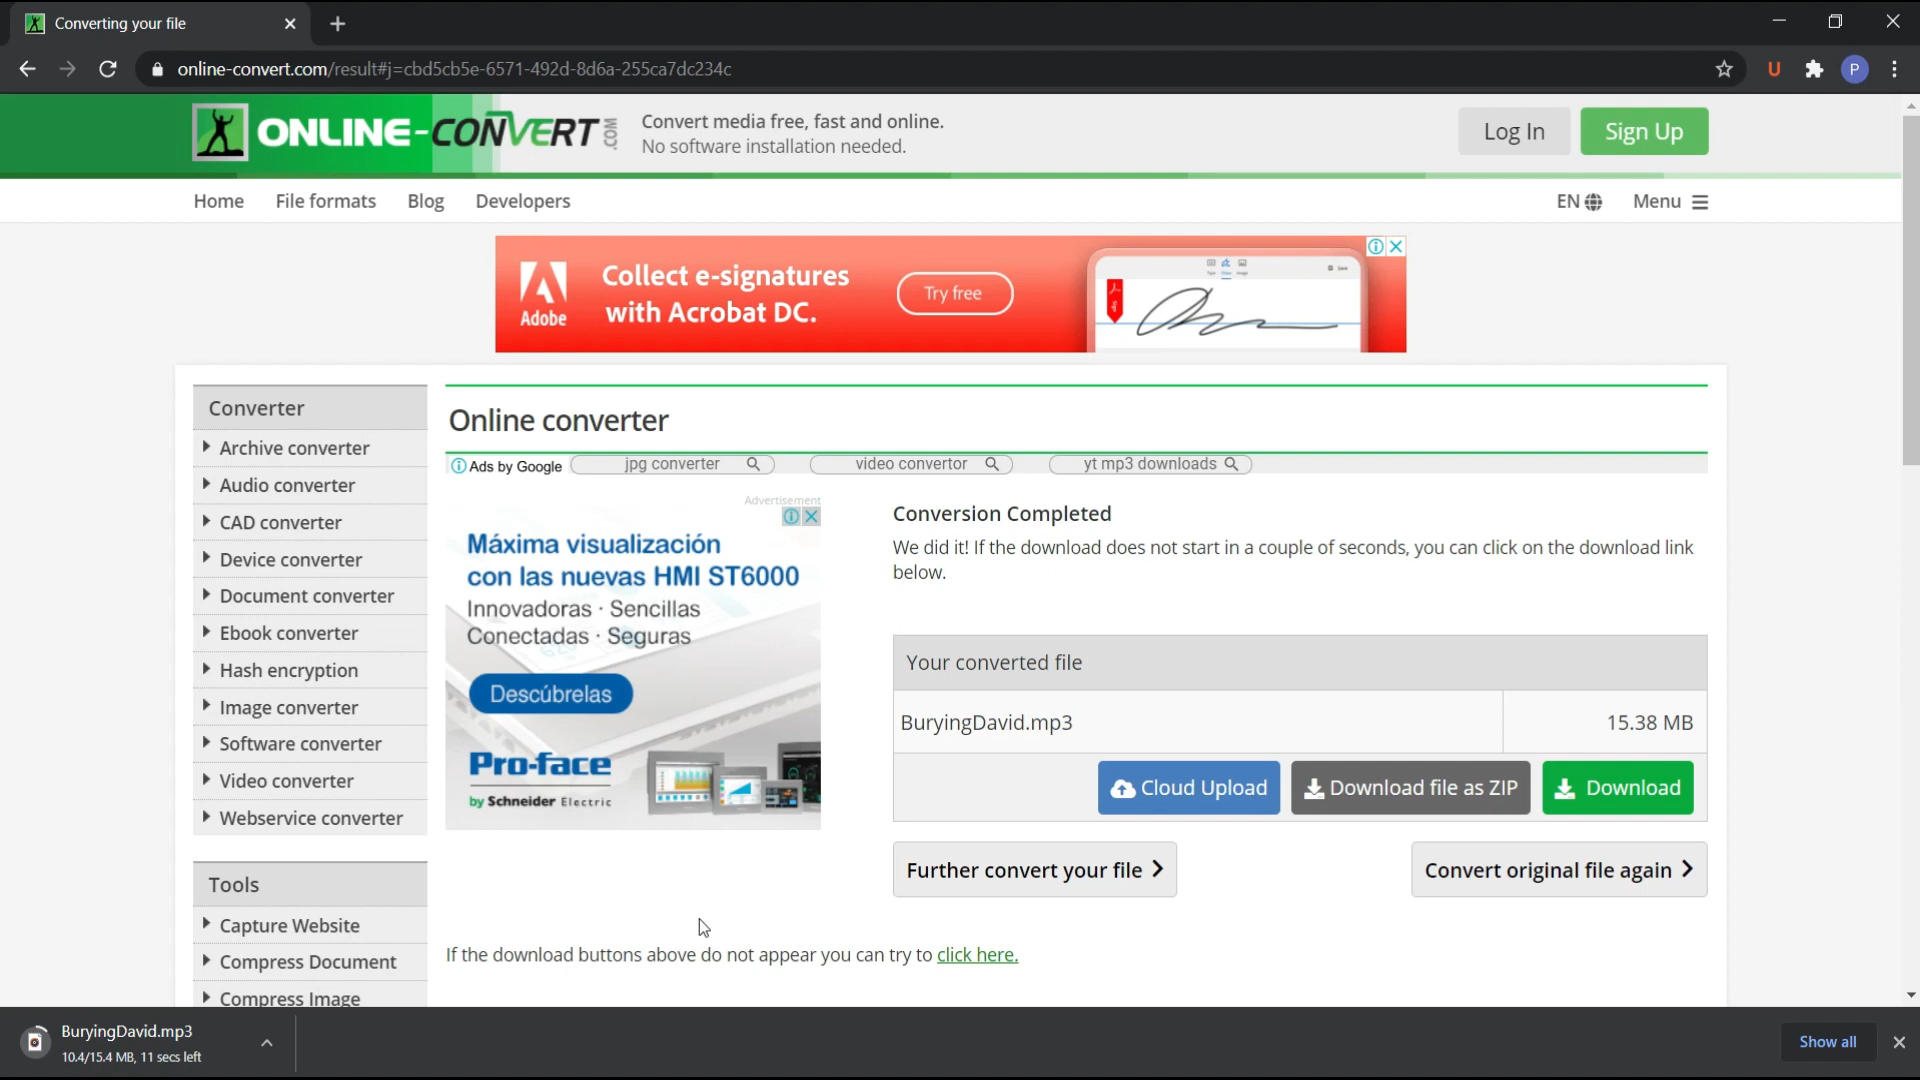 Converting your file
online-convert.com/result#j=cbd5cb5e-6571-492d-8d6a-255ca7dc234c
U
P
ONLINE-CONVERT.COM
Convert media free, fast and online.
No software installation needed.
Log In
Sign Up
Home
File formats
Blog
Developers
EN
Menu
Adobe
Collect e-signatures
with Acrobat DC.
Try free
Converter
Archive converter
Audio converter
CAD converter
Device converter
Document converter
Ebook converter
Hash encryption
Image converter
Software converter
Video converter
Webservice converter
Tools
Capture Website
Compress Document
Compress Image
Online converter
Ads by Google
jpg converter
video convertor
yt mp3 downloads
Advertisement
Máxima visualización
con las nuevas HMI ST6000
Innovadoras · Sencillas
Conectadas · Seguras
Descúbrelas
Pro-face
by Schneider Electric
Conversion Completed
We did it! If the download does not start in a couple of seconds, you can click on the download link
below.
Your converted file
BuryingDavid.mp3
15.38 MB
Cloud Upload
Download file as ZIP
Download
Further convert your file
Convert original file again
If the download buttons above do not appear you can try to click here.
BuryingDavid.mp3
10.4/15.4 MB, 11 secs left
Show all